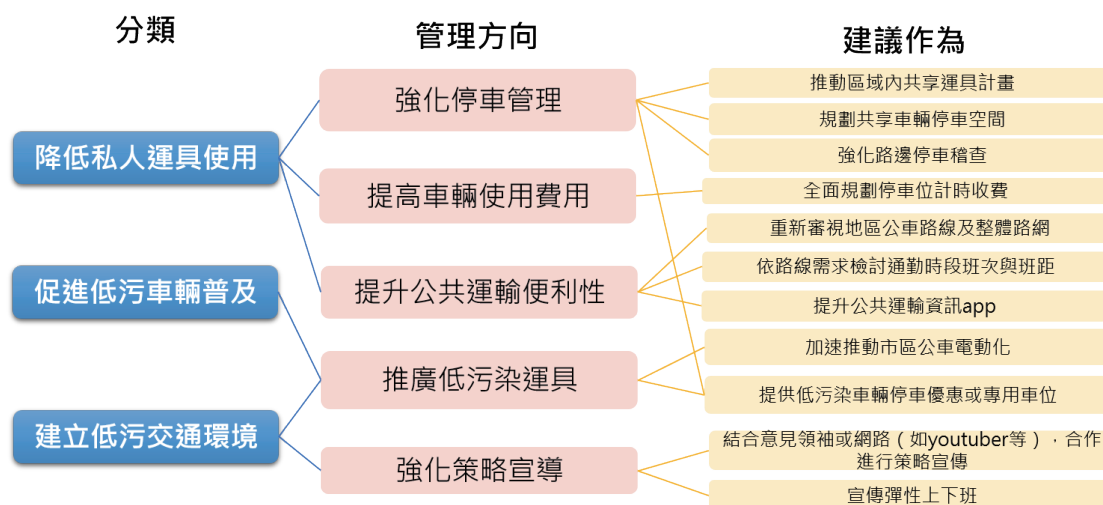 分類
管理方向
建議作為
降低私人運具使用
促進低污車輛普及
建立低污交通環境
強化停車管理
提高車輛使用費用
提升公共運輸便利性
推廣低污染運具
強化策略宣導
推動區域內共享運具計畫
規劃共享車輛停車空間
強化路邊停車稽查
全面規劃停車位計時收費
重新審視地區公車路線及整體路網
依路線需求檢討通勤時段班次與班距
提升公共運輸資訊app
加速推動市區公車電動化
提供低污染車輛停車優惠或專用車位
結合意見領袖或網路（如youtuber等），合作
進行策略宣傳
宣傳彈性上下班